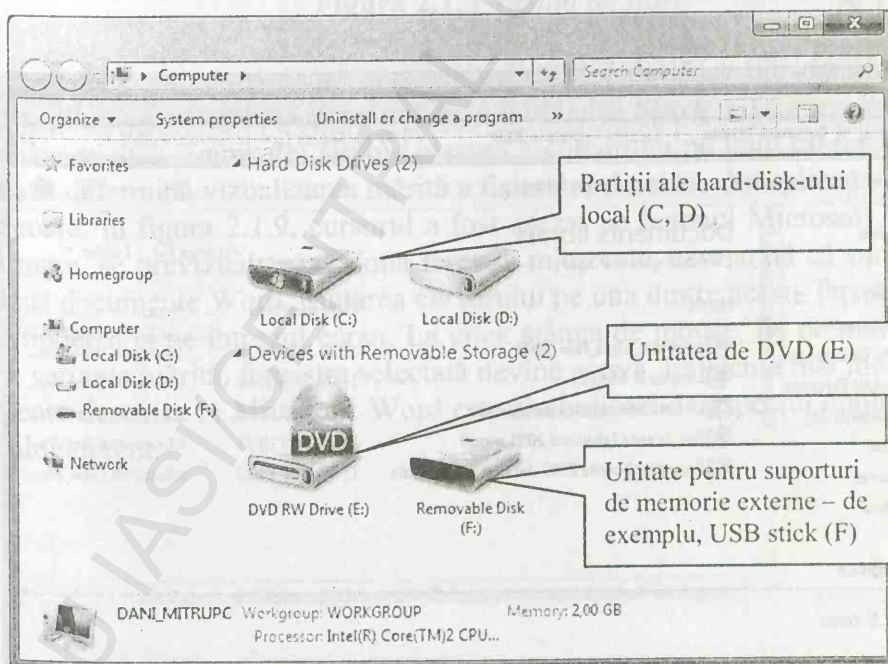 Computer
Search Computer
Organize
System properties
Uninstall or change a program
»
Favorites
Libraries
Homegroup
Computer
Local Disk (C:)
Local Disk (D:)
Removable Disk (F:)
Network
Hard Disk Drives (2)
Local Disk (C:)
Local Disk (D:)
Devices with Removable Storage (2)
DVD
DVD RW Drive (E:)
Removable Disk
(F:)
Partiții ale hard-disk-ului
local (C, D)
Unitatea de DVD (E)
Unitate pentru suporturi
de memorie externe – de
exemplu, USB stick (F)
DANI_MITRUPC Workgroup: WORKGROUP Memory: 2,00 GB
Processor: Intel(R) Core(TM)2 CPU...